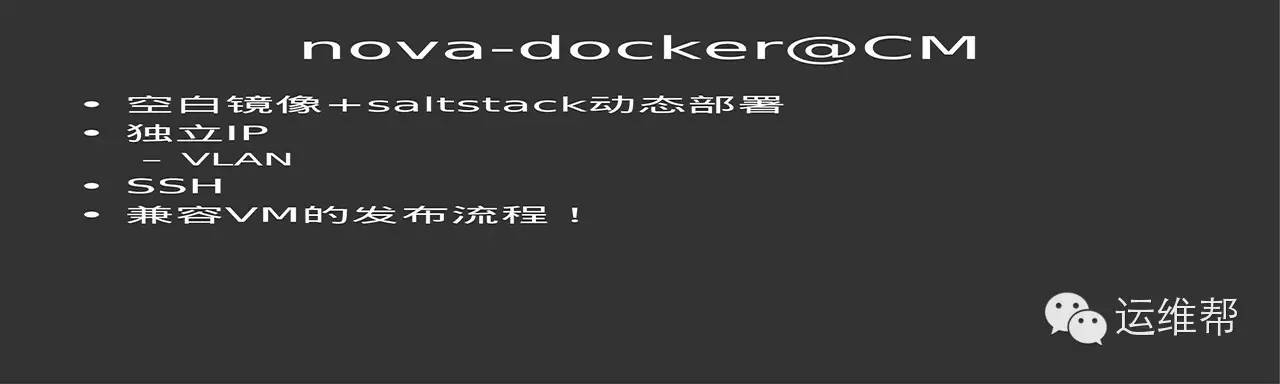 nova-docker@CM
• 空白镜像+saltstack动态部署
• 独立IP
– VLAN
• SSH
• 兼容VM的发布流程！
运维帮